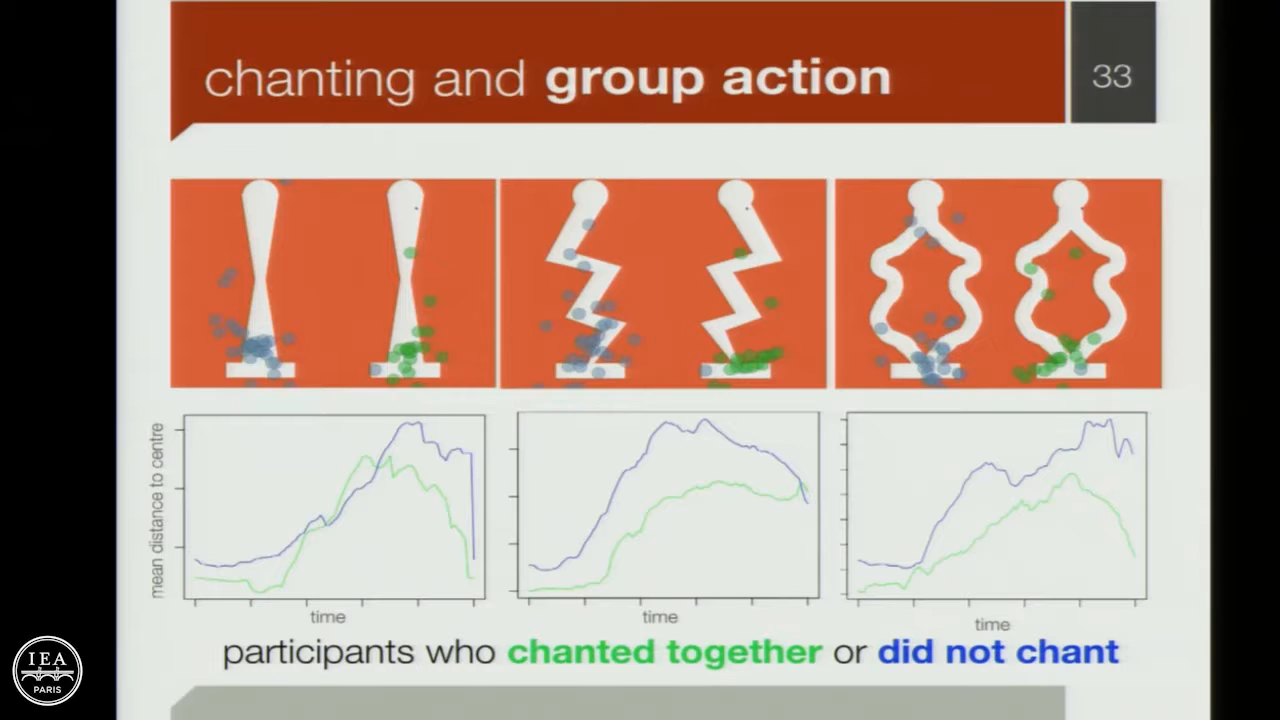 chanting and group action
33
mean distance to centre
time
time
time
participants who chanted together or did not chant
IEA
PARIS